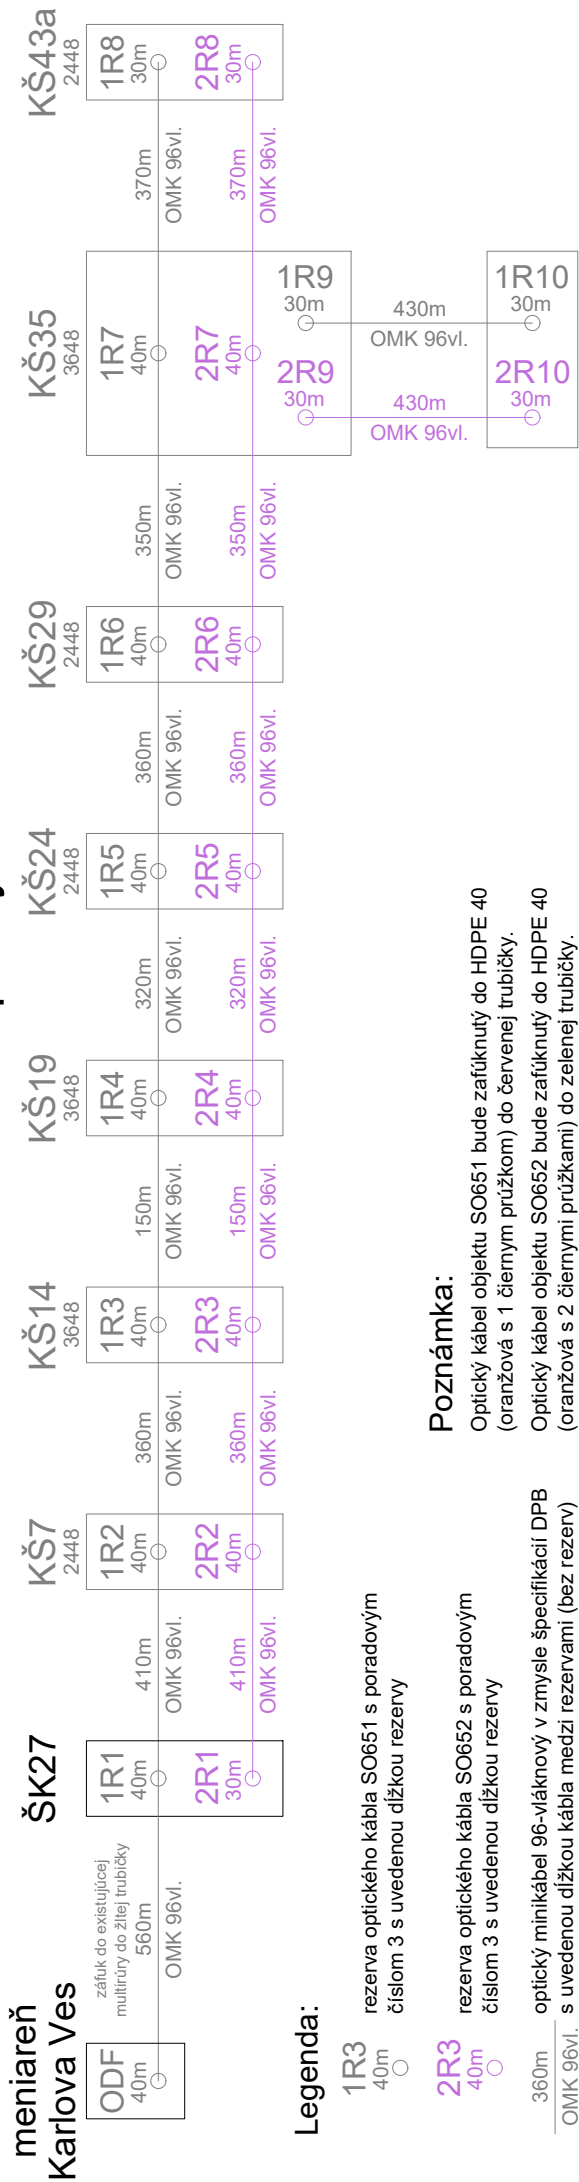 meniareň
Karlova Ves
ODF
40m
záfuk do existujúcej
multirúry do žltej trubičky
560m
OMK 96vl.
ŠK27
1R1
40m
2R1
30m
410m
OMK 96vl.
410m
OMK 96vl.
KŠ7
2448
1R2
40m
2R2
40m
360m
OMK 96vl.
360m
OMK 96vl.
KŠ14
3648
1R3
40m
2R3
40m
150m
OMK 96vl.
150m
OMK 96vl.
KŠ19
3648
1R4
40m
2R4
40m
320m
OMK 96vl.
320m
OMK 96vl.
KŠ24
2448
1R5
40m
2R5
40m
360m
OMK 96vl.
360m
OMK 96vl.
KŠ29
2448
1R6
40m
2R6
40m
350m
OMK 96vl.
350m
OMK 96vl.
KŠ35
3648
1R7
40m
2R7
40m
2R9
30m
1R9
30m
430m
OMK 96vl.
430m
OMK 96vl.
2R10
30m
1R10
30m
370m
OMK 96vl.
370m
OMK 96vl.
KŠ43a
2448
1R8
30m
2R8
30m
Legenda:
1R3
40m
rezerva optického kábla SO651 s poradovým
číslom 3 s uvedenou dĺžkou rezervy
2R3
40m
rezerva optického kábla SO652 s poradovým
číslom 3 s uvedenou dĺžkou rezervy
360m
OMK 96vl.
optický minikábel 96-vláknový v zmysle špecifikácií DPB
s uvedenou dĺžkou kábla medzi rezervami (bez rezerv)
Poznámka:
Optický kábel objektu SO651 bude zafúknutý do HDPE 40
(oranžová s 1 čiernym prúžkom) do červenej trubičky.
Optický kábel objektu SO652 bude zafúknutý do HDPE 40
(oranžová s 2 čiernymi prúžkami) do zelenej trubičky.